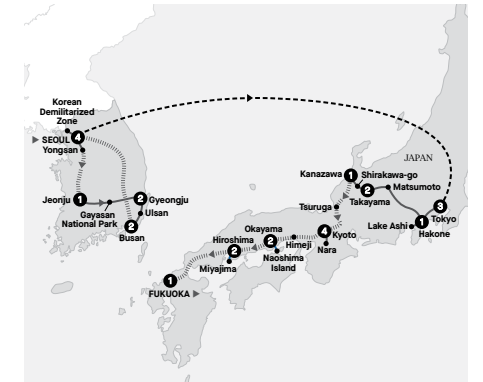 Korean
Demilitarized
Zone
SEOUL 4
Yongsan
Jeonju 1
2 Gyeongju
Gayasan
National Park
Ulsan
2
Busan
JAPAN
Kanazawa 1
Shirakawa-go
2
Takayama
Matsumoto
Tsuruga
3
Tokyo
Lake Ashi
1
Hakone
4 Kyoto
Nara
Okayama
2
Himeji
Naoshima
Island
Hiroshima
2
Miyajima
1
FUKUOKA